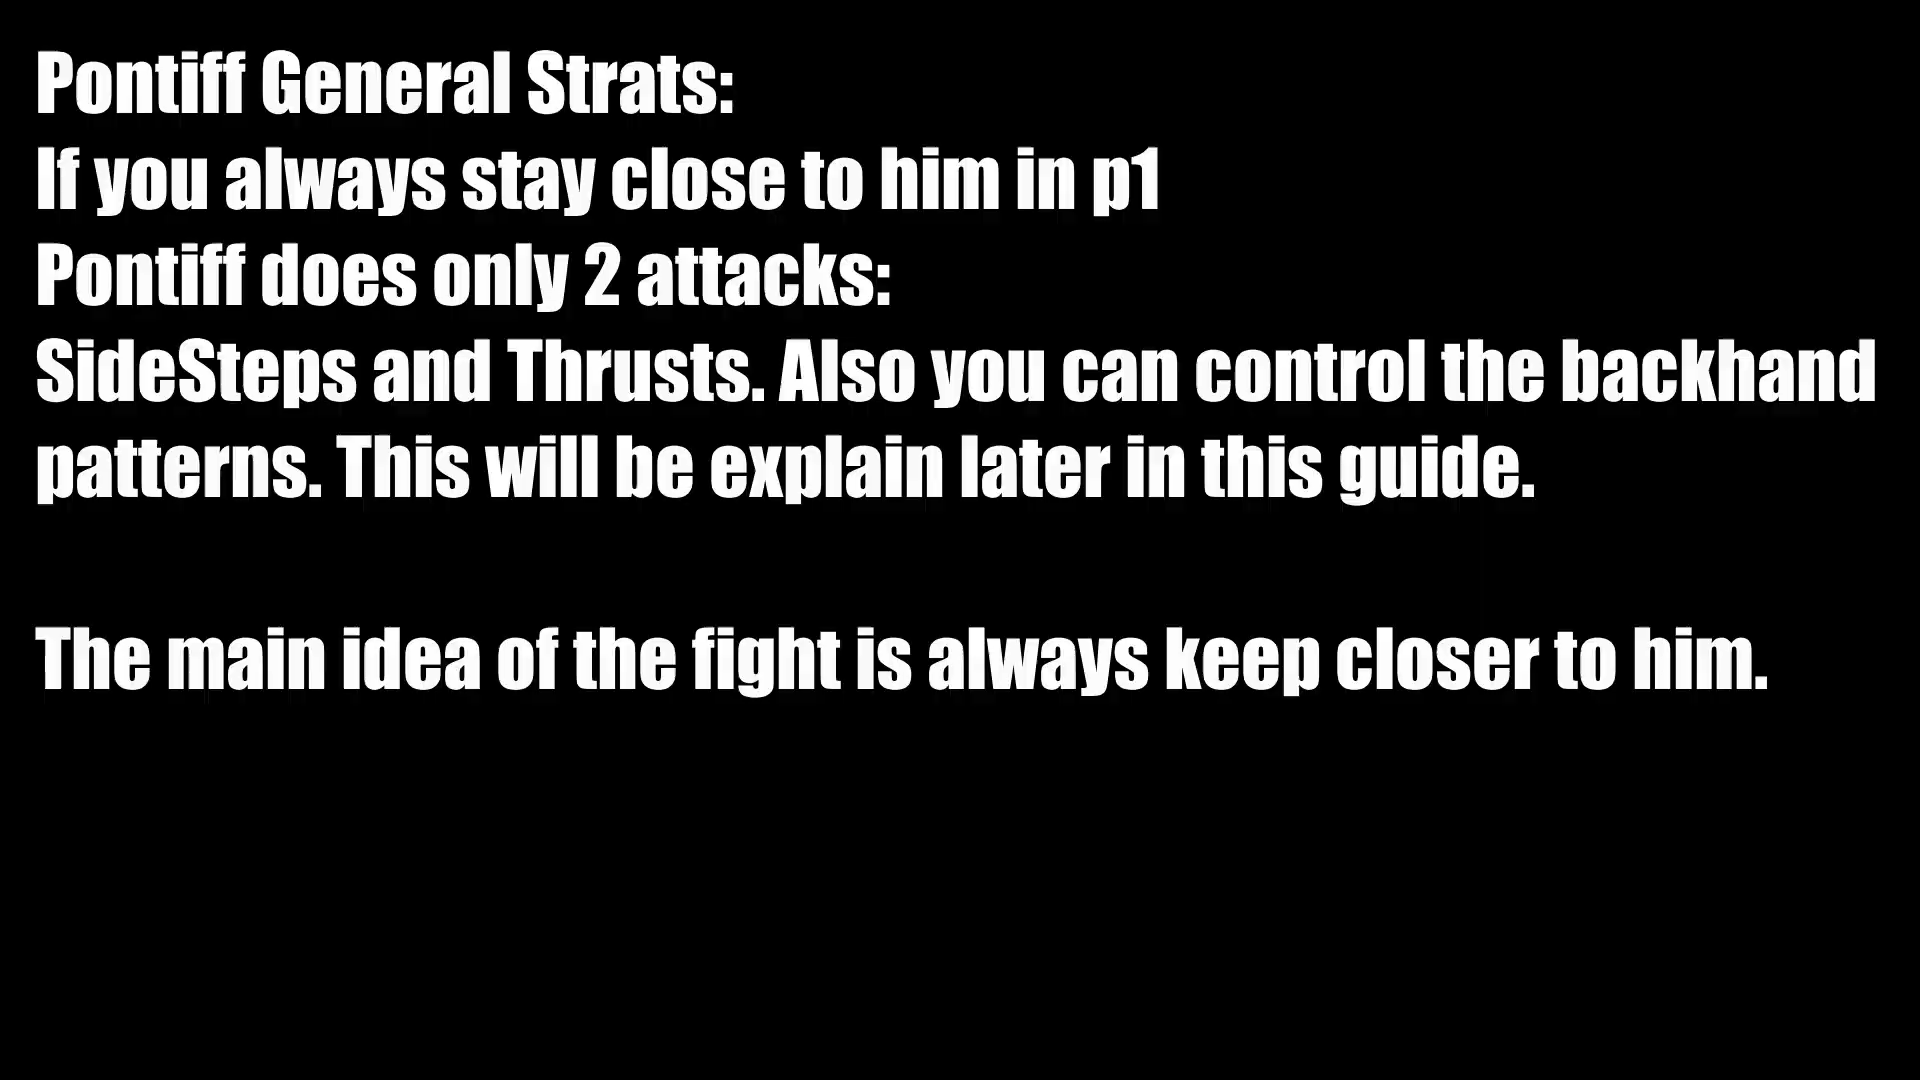 Pontiff General Strats:
If you always stay close to him in p1
Pontiff does only 2 attacks:
SideSteps and Thrusts. Also you can control the backhand
patterns. This will be explain later in this guide.
The main idea of the fight is always keep closer to him.